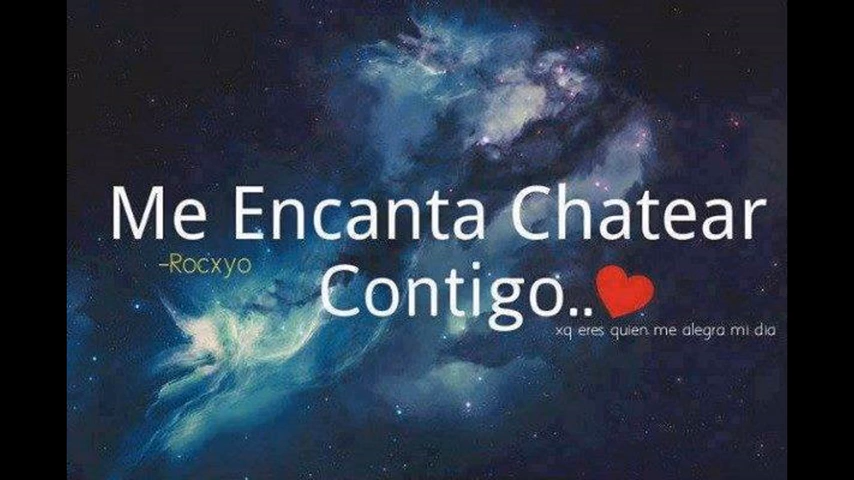 Me Encanta Chatear
-Rocxyo
Contigo..
xq eres quien me alegra mi dia